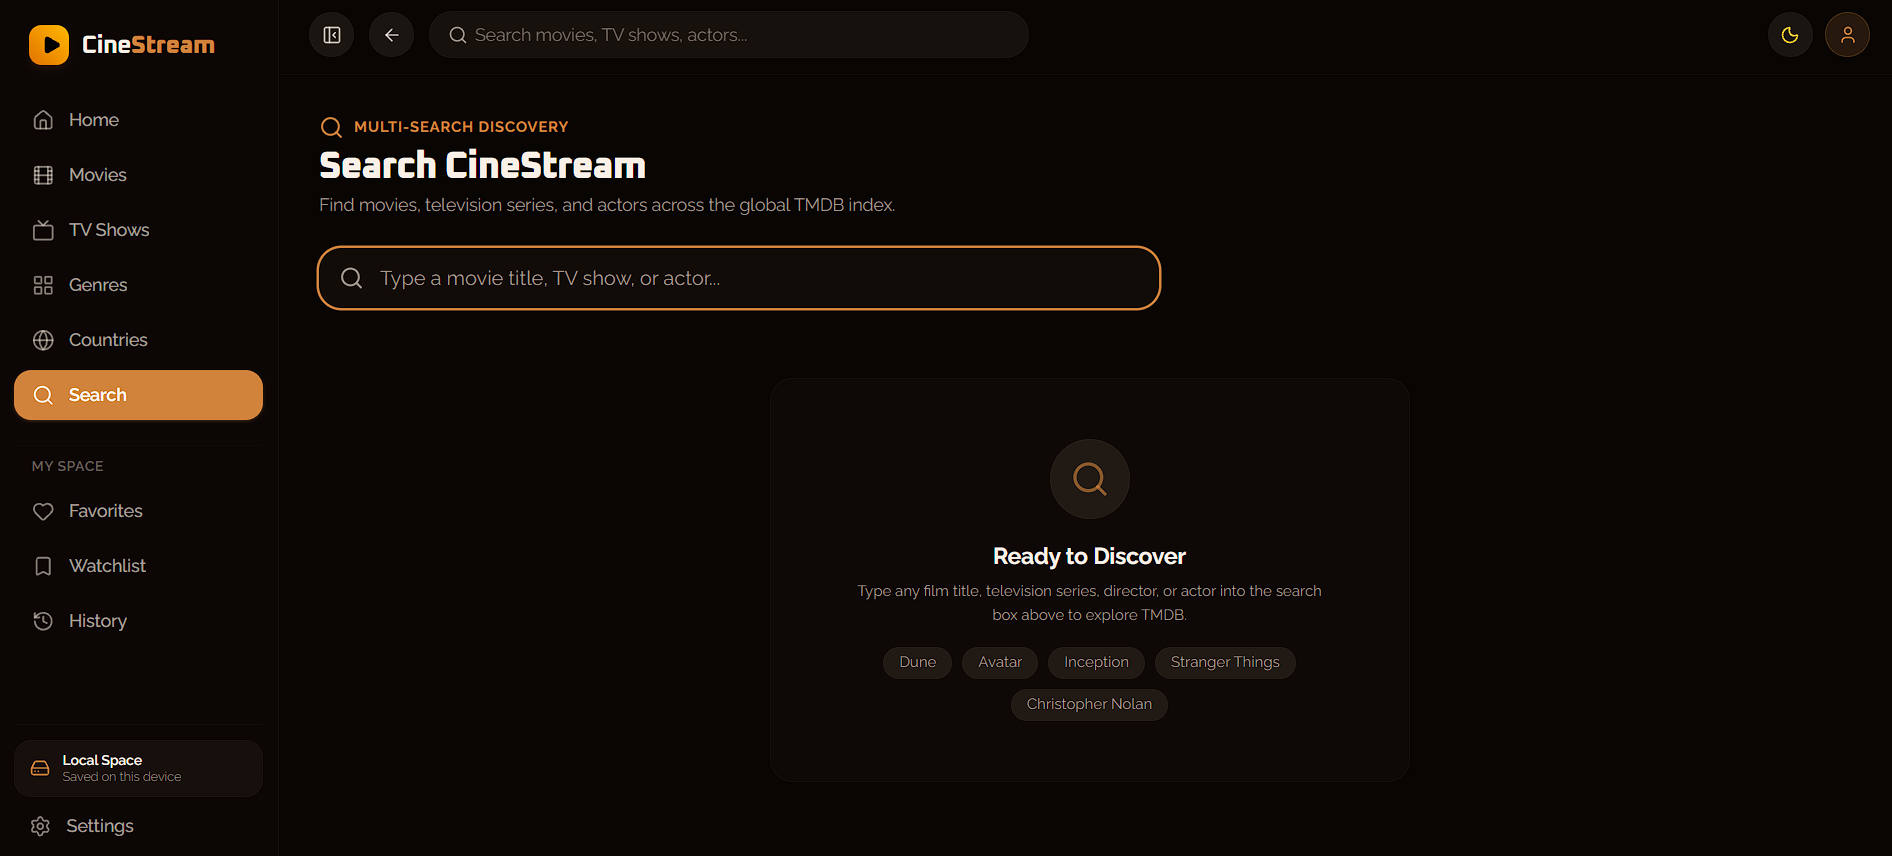 CineStream
Search movies, TV shows, actors...
Home
Movies
TV Shows
Genres
Countries
Search
MY SPACE
Favorites
Watchlist
History
Local Space
Saved on this device
Settings
MULTI-SEARCH DISCOVERY
Search CineStream
Find movies, television series, and actors across the global TMDB index.
Type a movie title, TV show, or actor...
Ready to Discover
Type any film title, television series, director, or actor into the search
box above to explore TMDB.
Dune Avatar Inception Stranger Things
Christopher Nolan